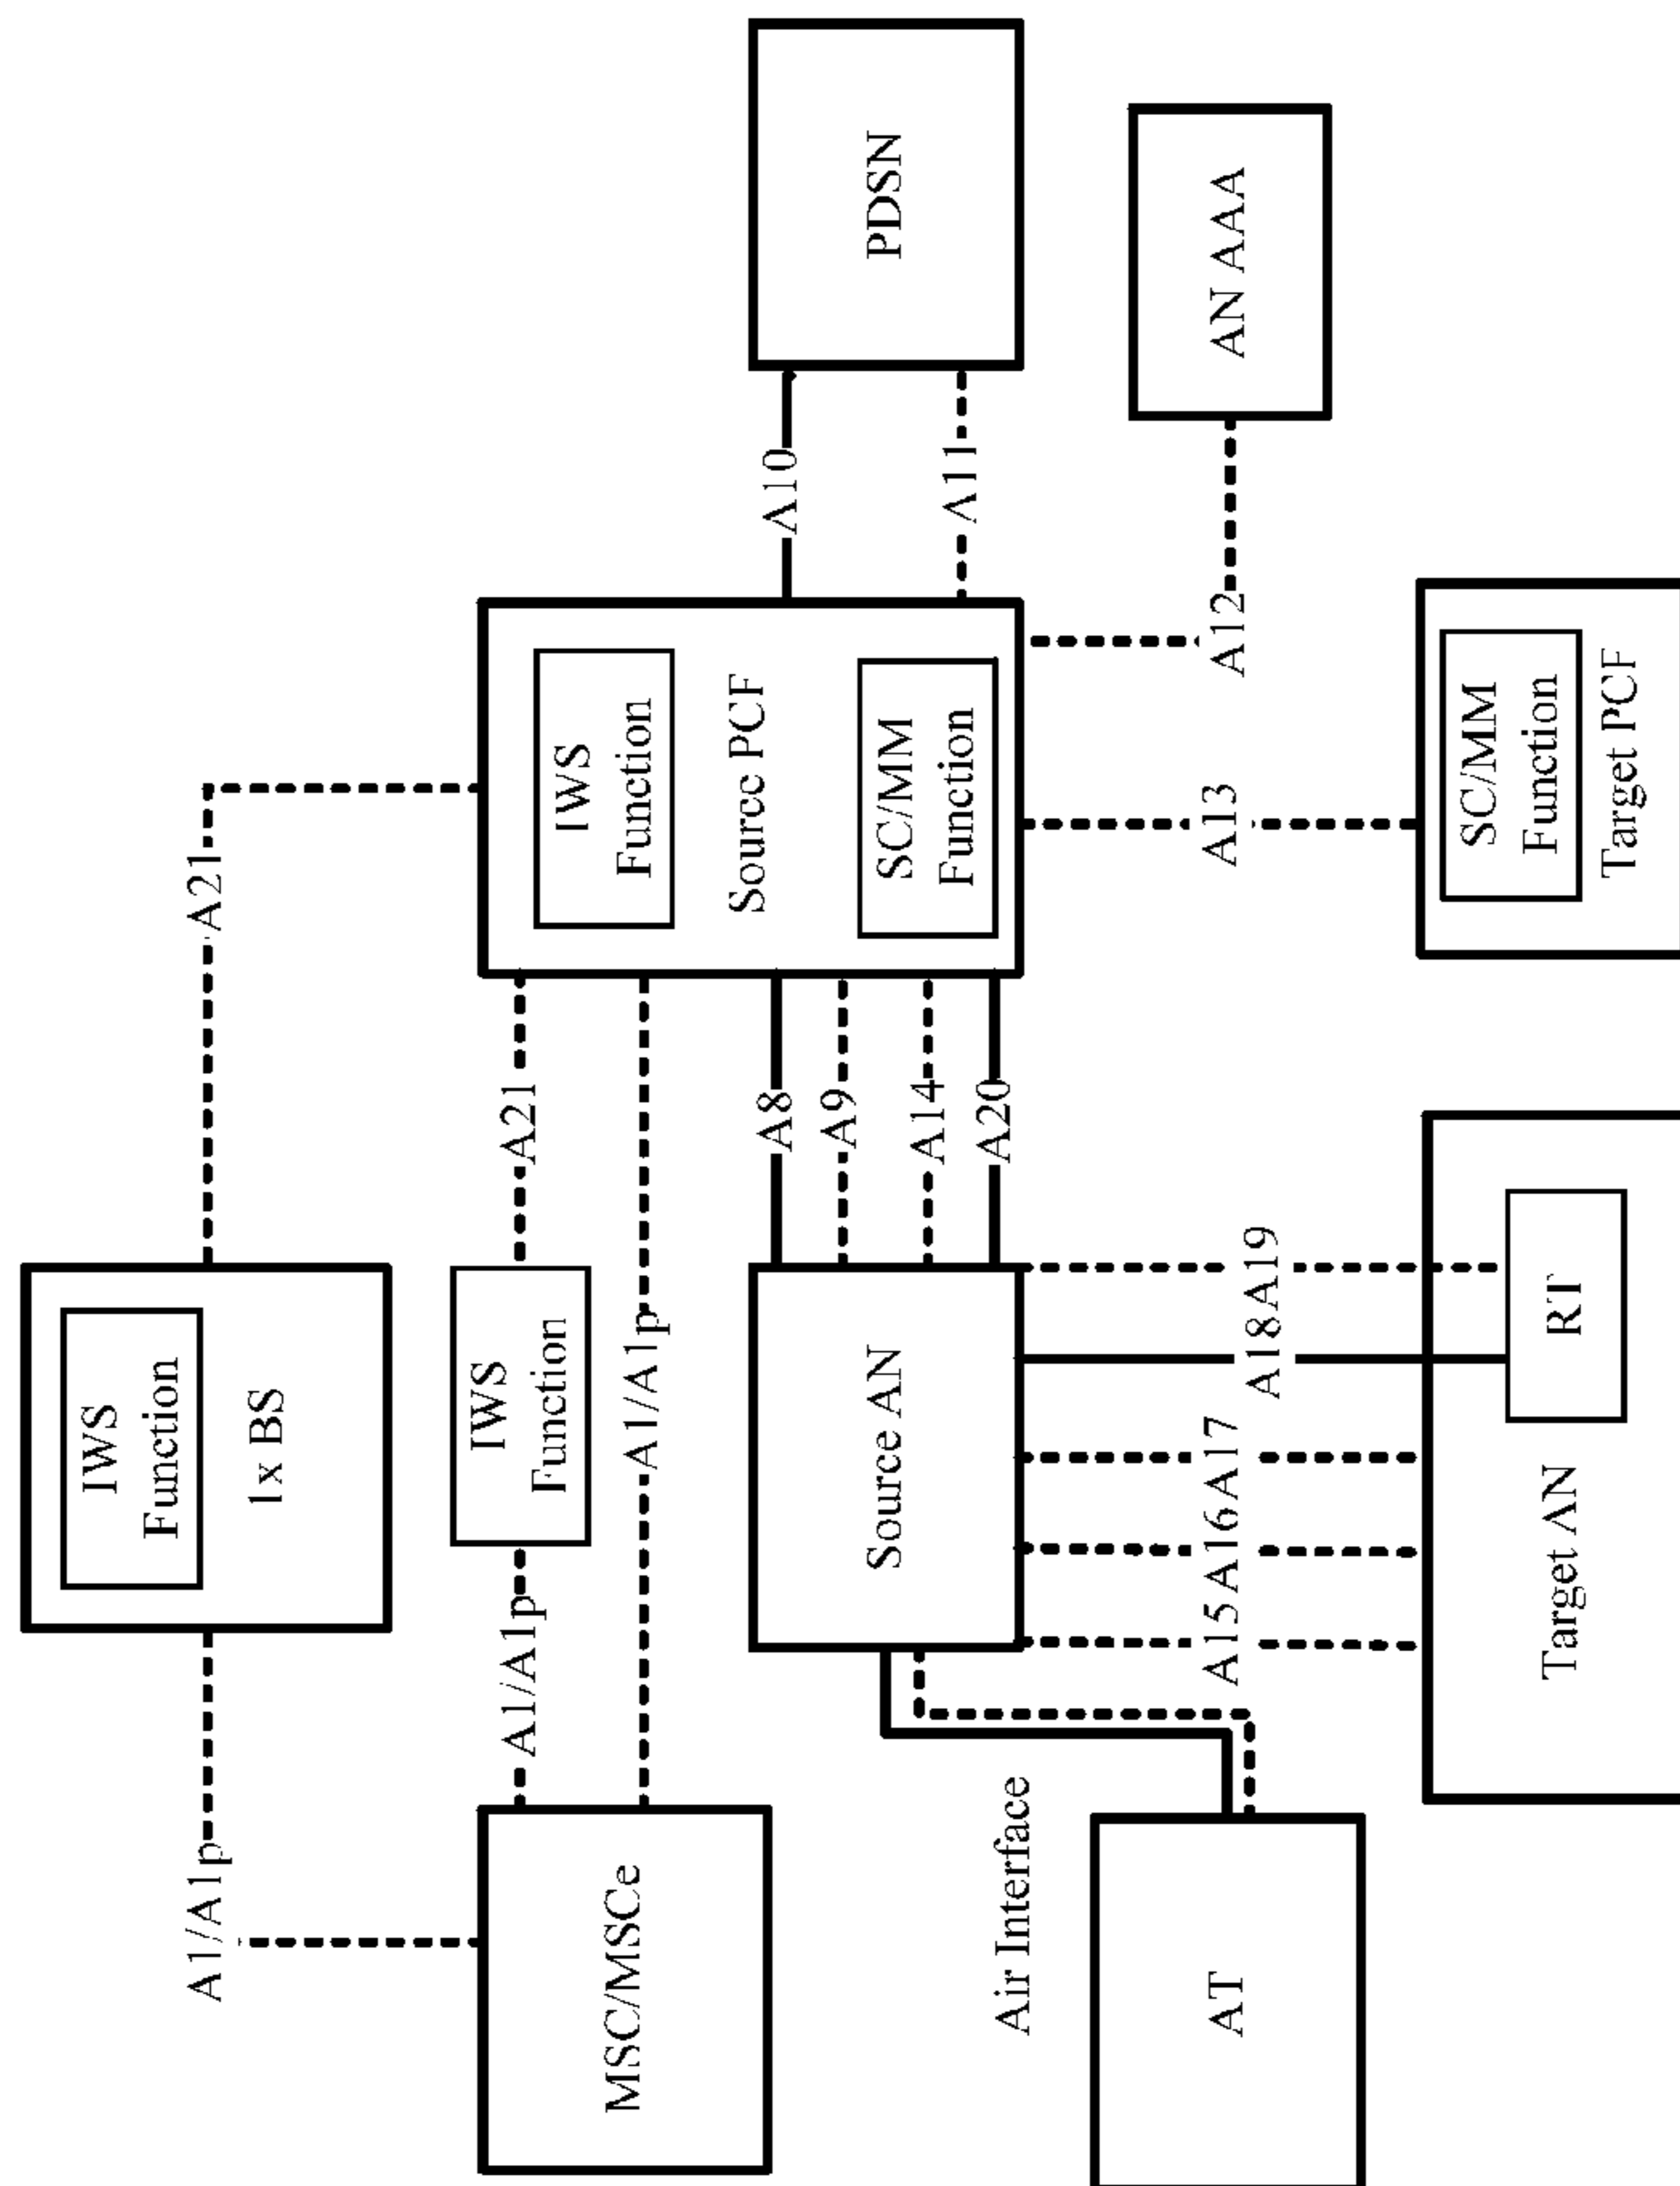 IWS
Function
1x BS
A1/A1p
A21
MSC/MSCe
A1/A1p
IWS
Function
A21
A1/A1p
IWS
Function
Source PCF
SC/MM
Function
A10
A11
PDSN
A8
A9
A14
A20
Source AN
Air Interface
AT
A12
AN AAA
A13
A15
A16
A17
A18
A19
RT
Target AN
SC/MM
Function
Target PCF